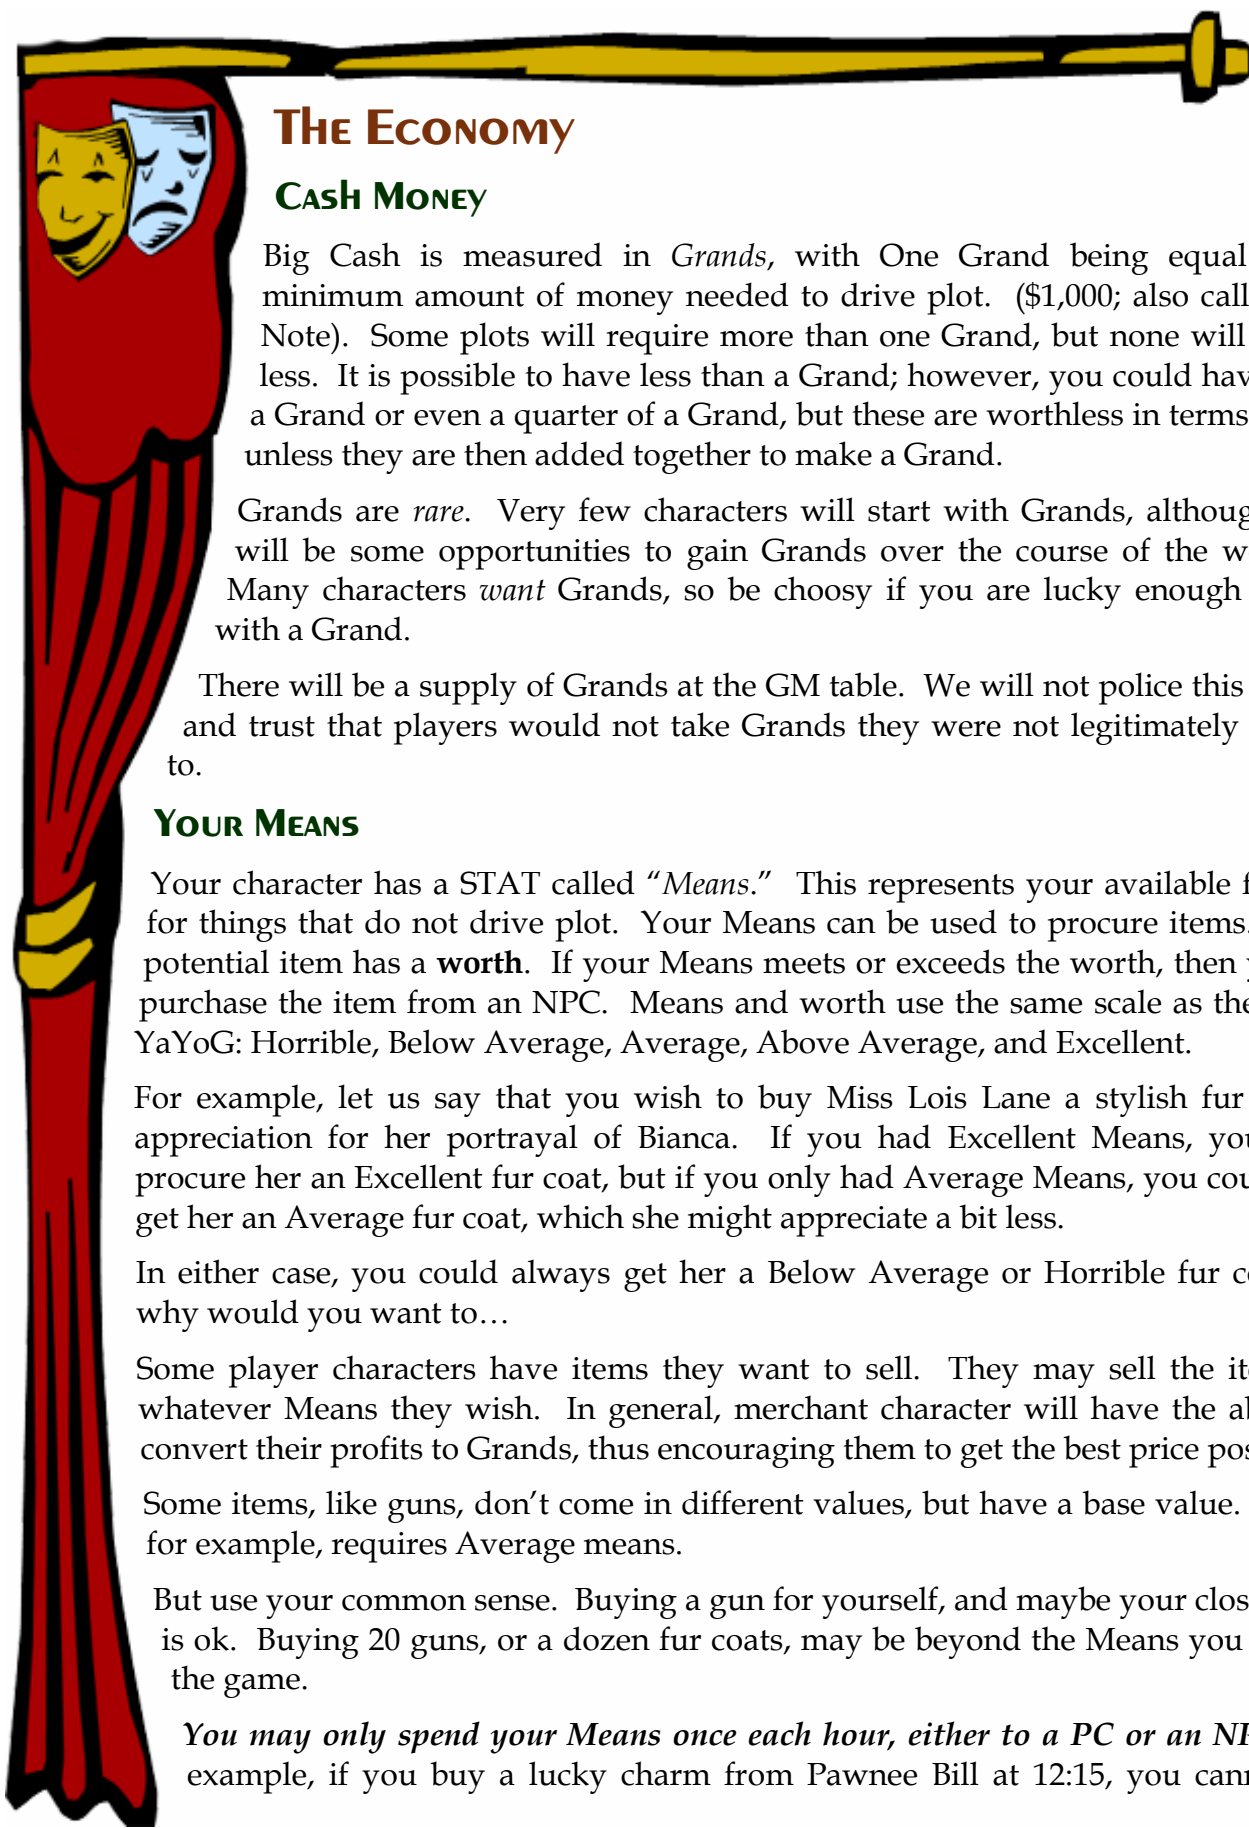 The Economy
Cash Money
Big Cash is measured in Grands, with One Grand being equal
minimum amount of money needed to drive plot. ($1,000; also call
Note). Some plots will require more than one Grand, but none will
less. It is possible to have less than a Grand; however, you could hav
a Grand or even a quarter of a Grand, but these are worthless in terms
unless they are then added together to make a Grand.
Grands are rare. Very few characters will start with Grands, althoug
will be some opportunities to gain Grands over the course of the w
Many characters want Grands, so be choosy if you are lucky enough
with a Grand.
There will be a supply of Grands at the GM table. We will not police this
and trust that players would not take Grands they were not legitimately
to.
Your Means
Your character has a STAT called “Means.” This represents your available f
for things that do not drive plot. Your Means can be used to procure items.
potential item has a worth. If your Means meets or exceeds the worth, then y
purchase the item from an NPC. Means and worth use the same scale as the
YaYoG: Horrible, Below Average, Average, Above Average, and Excellent.
For example, let us say that you wish to buy Miss Lois Lane a stylish fur
appreciation for her portrayal of Bianca. If you had Excellent Means, you
procure her an Excellent fur coat, but if you only had Average Means, you cou
get her an Average fur coat, which she might appreciate a bit less.
In either case, you could always get her a Below Average or Horrible fur c
why would you want to…
Some player characters have items they want to sell. They may sell the it
whatever Means they wish. In general, merchant character will have the a
convert their profits to Grands, thus encouraging them to get the best price pos
Some items, like guns, don’t come in different values, but have a base value.
for example, requires Average means.
But use your common sense. Buying a gun for yourself, and maybe your clos
is ok. Buying 20 guns, or a dozen fur coats, may be beyond the Means you
the game.
You may only spend your Means once each hour, either to a PC or an NP
example, if you buy a lucky charm from Pawnee Bill at 12:15, you cann